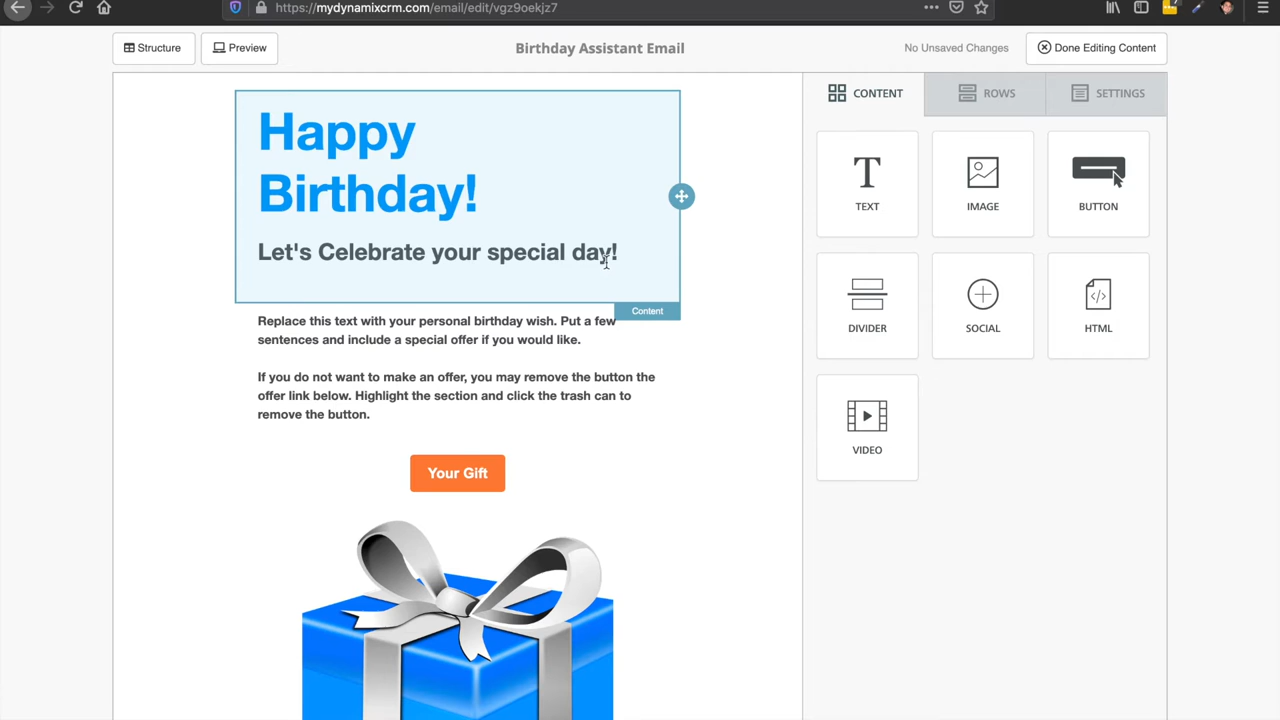 https://mydynamixcrm.com/email/edit/vgz9oekjz7
Structure
Preview
Birthday Assistant Email
No Unsaved Changes
Done Editing Content
CONTENT
ROWS
SETTINGS
Happy
Birthday!
Let's Celebrate your special day!
Content
Replace this text with your personal birthday wish. Put a few
sentences and include a special offer if you would like.
If you do not want to make an offer, you may remove the button the
offer link below. Highlight the section and click the trash can to
remove the button.
Your Gift
T
TEXT
IMAGE
BUTTON
DIVIDER
SOCIAL
HTML
VIDEO